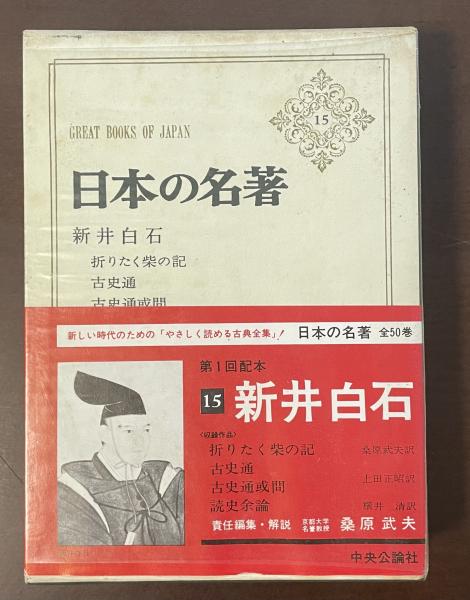 15
GREAT BOOKS OF JAPAN
日本の名著
新井白石
折りたく柴の記
古史通
古史通或問
新しい時代のための「やさしく読める古典全集」! 日本の名著 全50巻
第1回配本
15 新井白石
〈収録作品〉
折りたく柴の記 桑原武夫訳
古史通 上田正昭訳
古史通或問
読史余論 横井 清訳
責任編集・解説 京都大学名誉教授 桑原武夫
中央公論社